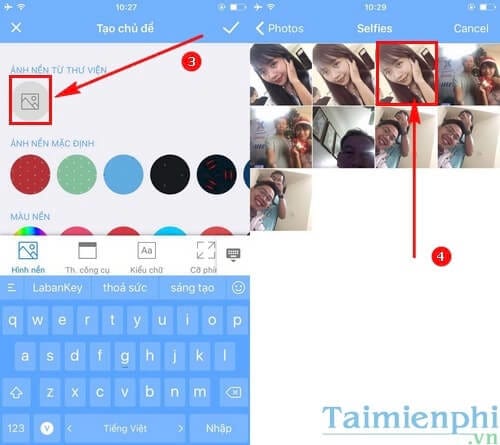 10:27
Tạo chủ đề
3
ẢNH NỀN TỪ THƯ VIỆN
ẢNH NỀN MẶC ĐỊNH
MÀU NỀN
Hình nền
Th. công cụ
Aa
Kiểu chữ
Cỡ phí
LabanKey
thoả sức
sáng tạo
q w e r t y u i o p
a s d f g h j k l
z x c v b n m
123
V
Tiếng Việt
Nhập
10:29
Photos
Selfies
Cancel
4
Taimienphi
.vn